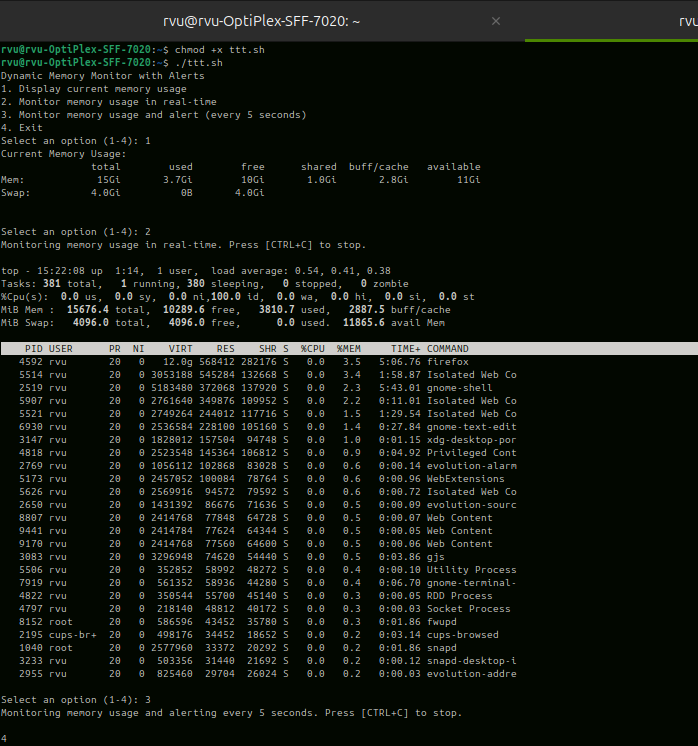 rvu@rvu-OptiPlex-SFF-7020: ~ × rvu
rvu@rvu-OptiPlex-SFF-7020:~$ chmod +x ttt.sh
rvu@rvu-OptiPlex-SFF-7020:~$ ./ttt.sh
Dynamic Memory Monitor with Alerts
1. Display current memory usage
2. Monitor memory usage in real-time
3. Monitor memory usage and alert (every 5 seconds)
4. Exit
Select an option (1-4): 1
Current Memory Usage:
total used free shared buff/cache available
Mem: 15Gi 3.7Gi 10Gi 1.0Gi 2.8Gi 11Gi
Swap: 4.0Gi 0B 4.0Gi
Select an option (1-4): 2
Monitoring memory usage in real-time. Press [CTRL+C] to stop.
top - 15:22:08 up 1:14, 1 user, load average: 0.54, 0.41, 0.38
Tasks: 381 total, 1 running, 380 sleeping, 0 stopped, 0 zombie
%Cpu(s): 0.0 us, 0.0 sy, 0.0 ni,100.0 id, 0.0 wa, 0.0 hi, 0.0 si, 0.0 st
MiB Mem : 15676.4 total, 10289.6 free, 3810.7 used, 2887.5 buff/cache
MiB Swap: 4096.0 total, 4096.0 free, 0.0 used. 11865.6 avail Mem
PID USER PR NI VIRT RES SHR S %CPU %MEM TIME+ COMMAND
4592 rvu 20 0 12.0g 568412 282176 S 0.0 3.5 5:06.76 firefox
5514 rvu 20 0 3053188 545284 132668 S 0.0 3.4 1:58.87 Isolated Web Co
2519 rvu 20 0 5183480 372068 137920 S 0.0 2.3 5:43.01 gnome-shell
5907 rvu 20 0 2761640 349876 109952 S 0.0 2.2 0:11.01 Isolated Web Co
5521 rvu 20 0 2749264 244012 117716 S 0.0 1.5 1:29.54 Isolated Web Co
6930 rvu 20 0 2536584 228100 105160 S 0.0 1.4 0:27.84 gnome-text-edit
3147 rvu 20 0 1828012 157504 94748 S 0.0 1.0 0:01.15 xdg-desktop-por
4818 rvu 20 0 2523548 145364 106812 S 0.0 0.9 0:04.92 Privileged Cont
2769 rvu 20 0 1056112 102868 83028 S 0.0 0.6 0:00.14 evolution-alarm
5173 rvu 20 0 2457052 100084 78764 S 0.0 0.6 0:00.96 WebExtensions
5626 rvu 20 0 2569916 94572 79592 S 0.0 0.6 0:00.72 Isolated Web Co
2650 rvu 20 0 1431392 86676 71636 S 0.0 0.5 0:00.09 evolution-sourc
8807 rvu 20 0 2414768 77848 64728 S 0.0 0.5 0:00.07 Web Content
9441 rvu 20 0 2414784 77624 64344 S 0.0 0.5 0:00.05 Web Content
9170 rvu 20 0 2414768 77560 64600 S 0.0 0.5 0:00.06 Web Content
3083 rvu 20 0 3296948 74620 54440 S 0.0 0.5 0:03.86 gjs
5506 rvu 20 0 352852 58992 48272 S 0.0 0.4 0:00.10 Utility Process
7919 rvu 20 0 561352 58936 44280 S 0.0 0.4 0:06.70 gnome-terminal-
4822 rvu 20 0 350544 55700 45140 S 0.0 0.3 0:00.05 RDD Process
4797 rvu 20 0 218140 48812 40172 S 0.0 0.3 0:00.03 Socket Process
8152 root 20 0 586596 43452 35780 S 0.0 0.3 0:01.86 fwupd
2195 cups-br+ 20 0 498176 34452 18652 S 0.0 0.2 0:03.14 cups-browsed
1040 root 20 0 2577960 33372 20292 S 0.0 0.2 0:01.86 snapd
3233 rvu 20 0 503356 31440 21692 S 0.0 0.2 0:00.12 snapd-desktop-i
2955 rvu 20 0 825460 29704 26024 S 0.0 0.2 0:00.03 evolution-addre
Select an option (1-4): 3
Monitoring memory usage and alerting every 5 seconds. Press [CTRL+C] to stop.
4